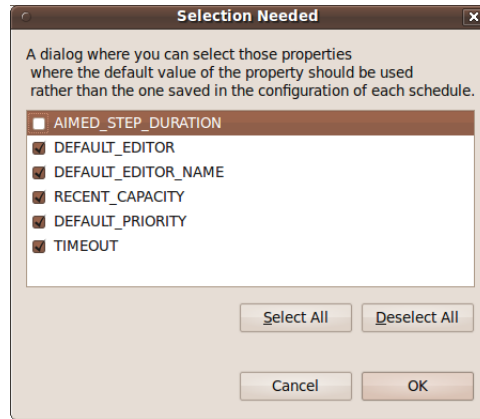 Selection Needed
A dialog where you can select those properties
where the default value of the property should be used
rather than the one saved in the configuration of each schedule.
AIMED_STEP_DURATION
DEFAULT_EDITOR
DEFAULT_EDITOR_NAME
RECENT_CAPACITY
DEFAULT_PRIORITY
TIMEOUT
Select All Deselect All
Cancel OK